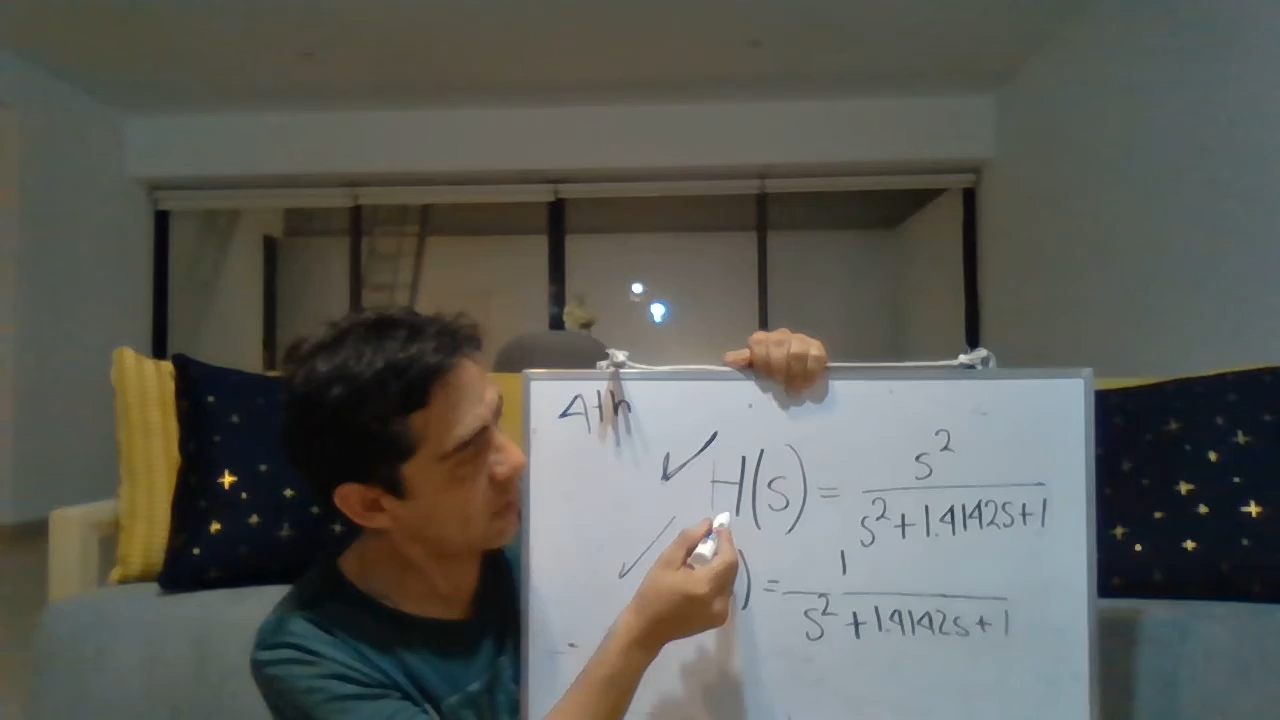 4th
✓ H(s) = s² / (s²+1.4142s+1)
) = 1 / (s²+1.4142s+1)